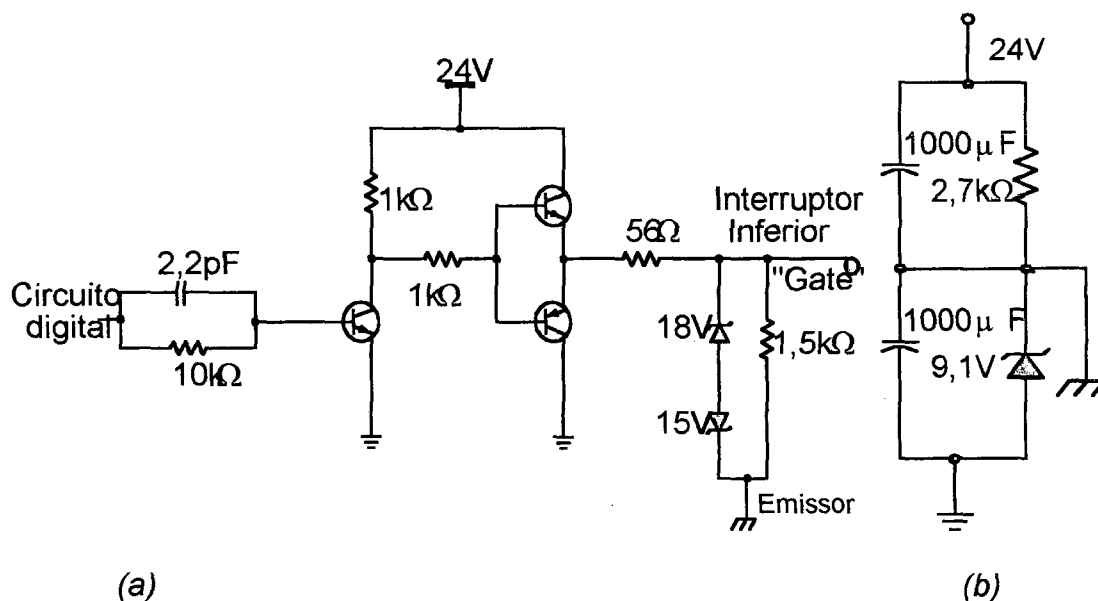 24V
1kΩ
2,2pF
Circuito
digital
10kΩ
1kΩ
56Ω
Interruptor
Inferior
"Gate"
18V
1,5kΩ
15V
Emissor
(a)
24V
1000μ F
2,7kΩ
1000μ F
9,1V
(b)